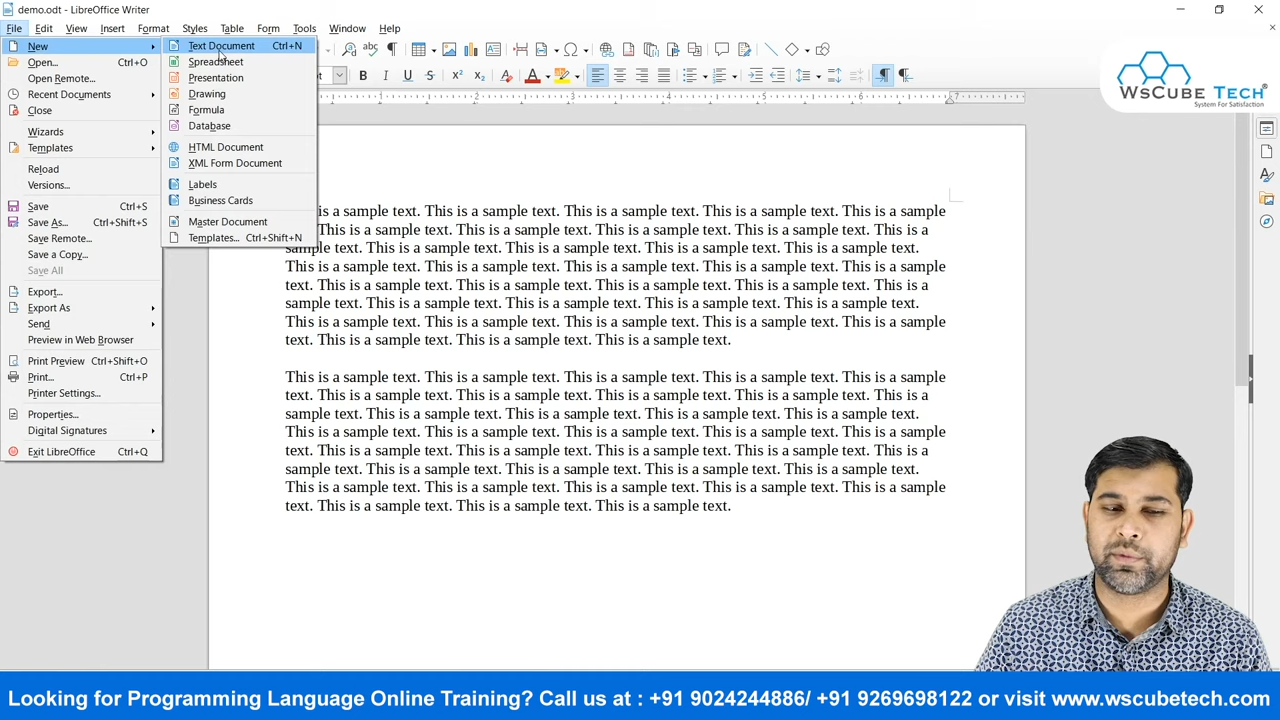 demo.odt - LibreOffice Writer
File Edit View Insert Format Styles Table Form Tools Window Help
New
Open... Ctrl+O
Open Remote...
Recent Documents
Close
Wizards
Templates
Reload
Versions...
Save Ctrl+S
Save As... Ctrl+Shift+S
Save Remote...
Save a Copy...
Save All
Export...
Export As
Send
Preview in Web Browser
Print Preview Ctrl+Shift+O
Print... Ctrl+P
Printer Settings...
Properties...
Digital Signatures
Exit LibreOffice Ctrl+Q
Text Document Ctrl+N
Spreadsheet
Presentation
Drawing
Formula
Database
HTML Document
XML Form Document
Labels
Business Cards
Master Document
Templates... Ctrl+Shift+N
1 2 3 4 5 6 7
WSCUBE TECH
System For Satisfaction
is a sample text. This is a sample text. This is a sample text. This is a sample text. This is a sample
This is a sample text. This is a sample text. This is a sample text. This is a sample text. This is a
sample text. This is a sample text. This is a sample text. This is a sample text. This is a sample text.
This is a sample text. This is a sample text. This is a sample text. This is a sample text. This is a sample
text. This is a sample text. This is a sample text. This is a sample text. This is a sample text. This is a
sample text. This is a sample text. This is a sample text. This is a sample text. This is a sample text.
This is a sample text. This is a sample text. This is a sample text. This is a sample text. This is a sample
text. This is a sample text. This is a sample text. This is a sample text.
This is a sample text. This is a sample text. This is a sample text. This is a sample text. This is a sample
text. This is a sample text. This is a sample text. This is a sample text. This is a sample text. This is a
sample text. This is a sample text. This is a sample text. This is a sample text. This is a sample text.
This is a sample text. This is a sample text. This is a sample text. This is a sample text. This is a sample
text. This is a sample text. This is a sample text. This is a sample text. This is a sample text. This is a
sample text. This is a sample text. This is a sample text. This is a sample text. This is a sample text.
This is a sample text. This is a sample text. This is a sample text. This is a sample text. This is a sample
text. This is a sample text. This is a sample text. This is a sample text.
Looking for Programming Language Online Training? Call us at : +91 9024244886/ +91 9269698122 or visit www.wscubetech.com